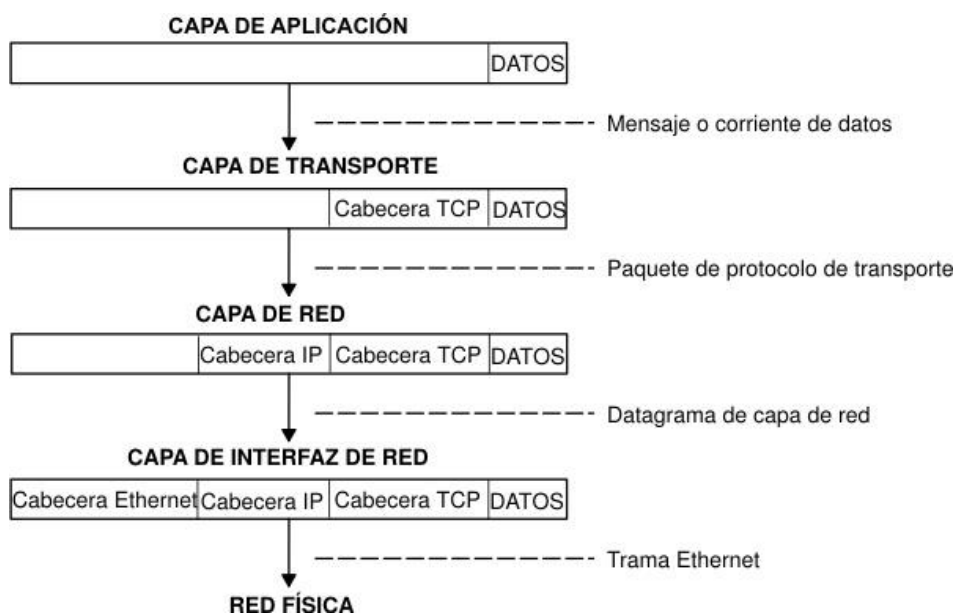 CAPA DE APLICACIÓN
DATOS
Mensaje o corriente de datos
CAPA DE TRANSPORTE
Cabecera TCP DATOS
Paquete de protocolo de transporte
CAPA DE RED
Cabecera IP Cabecera TCP DATOS
Datagrama de capa de red
CAPA DE INTERFAZ DE RED
Cabecera Ethernet Cabecera IP Cabecera TCP DATOS
Trama Ethernet
RED FÍSICA